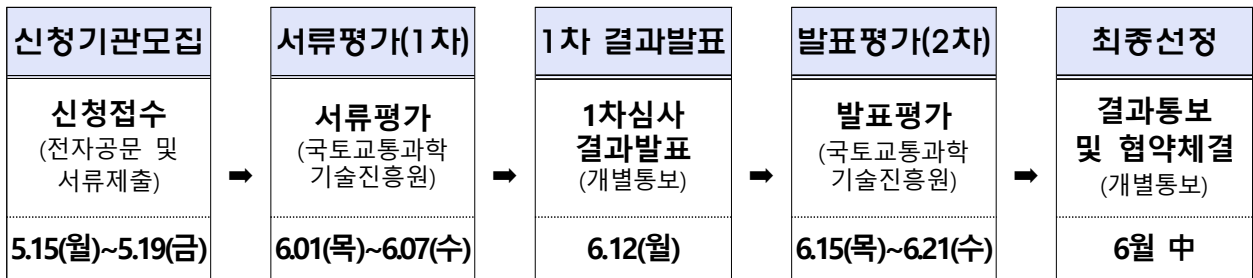 신청기관모집
신청접수
(전자공문 및
서류제출)
5.15(월)~5.19(금)
➡
서류평가(1차)
서류평가
(국토교통과학
기술진흥원)
6.01(목)~6.07(수)
➡
1차 결과발표
1차심사
결과발표
(개별통보)
6.12(월)
➡
발표평가(2차)
발표평가
(국토교통과학
기술진흥원)
6.15(목)~6.21(수)
➡
최종선정
결과통보
및 협약체결
(개별통보)
6월 中